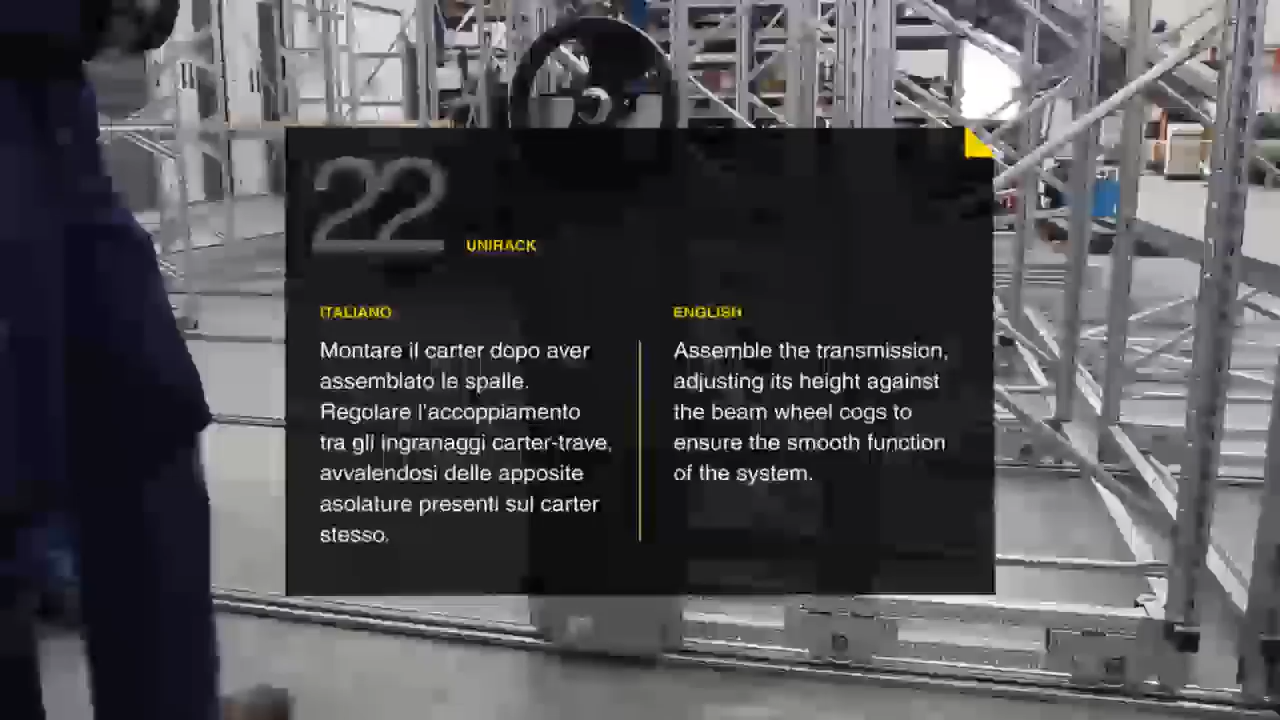 22
UNIRACK
ITALIANO
Montare il carter dopo aver
assemblato le spalle.
Regolare l'accoppiamento
tra gli ingranaggi carter-trave,
avvalendosi delle apposite
asolature presenti sul carter
stesso.
ENGLISH
Assemble the transmission,
adjusting its height against
the beam wheel cogs to
ensure the smooth function
of the system.